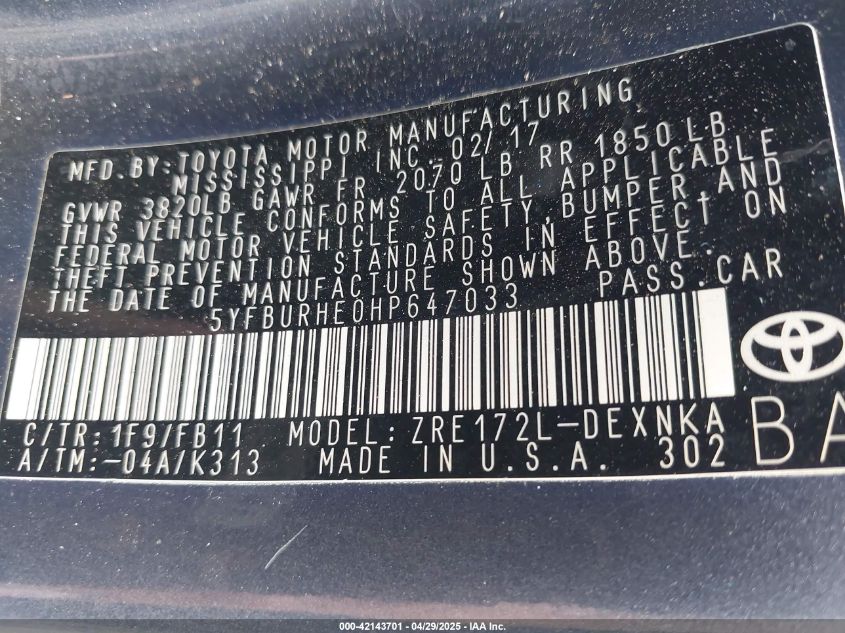 MFD.BY:TOYOTA MOTOR MANUFACTURING
MISSISSIPPI INC. 02/17
GVWR 3820LB GAWR FR 2070 LB RR 1850LB
THIS VEHICLE CONFORMS TO ALL APPLICABLE
FEDERAL MOTOR VEHICLE SAFETY,BUMPER,AND
THEFT PREVENTION STANDARDS IN EFFECT ON
THE DATE OF MANUFACTURE SHOWN ABOVE.
5YFBURHE0HP647033 PASS.CAR
C/TR:1F9/FB11 MODEL:ZRE172L-DEXNKA
A/TM:-04A/K313 MADE IN U.S.A. 302
BA
000-42143701 - 04/29/2025 - IAA Inc.